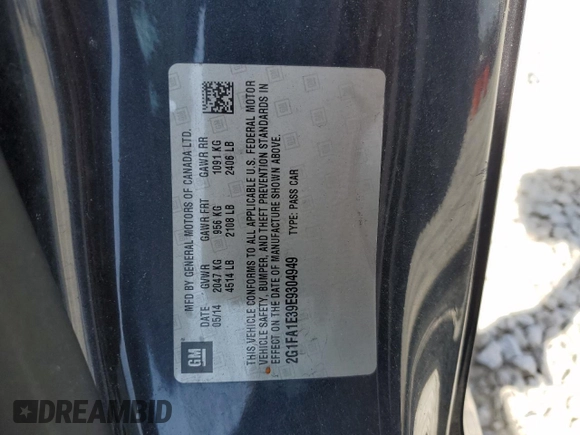 MFD BY GENERAL MOTORS OF CANADA LTD.
DATE GVWR GAWR FRT GAWR RR
05/14 2047 KG 956 KG 1091 KG
4514 LB 2108 LB 2406 LB
THIS VEHICLE CONFORMS TO ALL APPLICABLE U.S. FEDERAL MOTOR
VEHICLE SAFETY, BUMPER, AND THEFT PREVENTION STANDARDS IN
EFFECT ON THE DATE OF MANUFACTURE SHOWN ABOVE.
2G1FA1E39E9304949 TYPE: PASS CAR
GM
DREAMBID